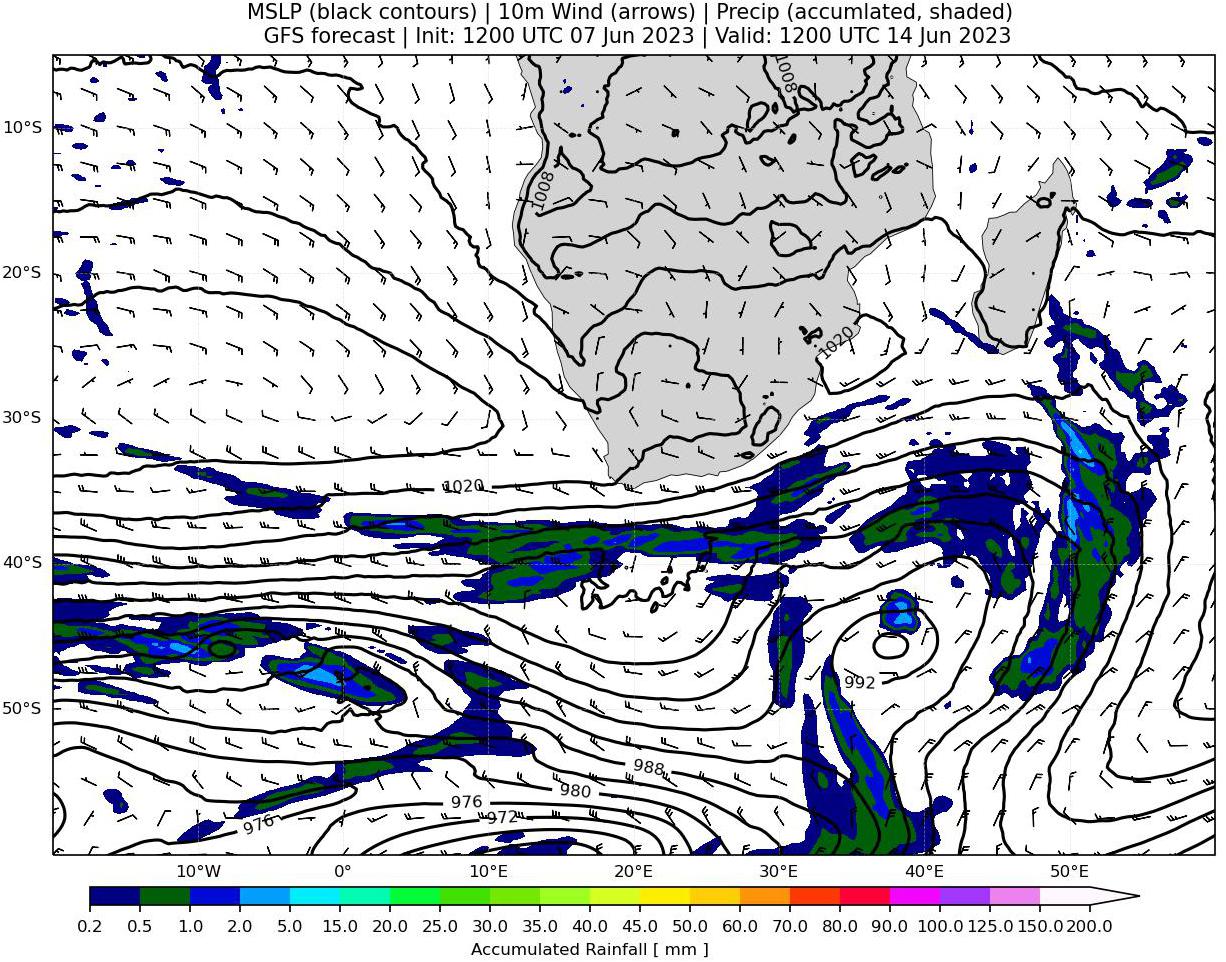 MSLP (black contours) | 10m Wind (arrows) | Precip (accumlated, shaded)
GFS forecast | Init: 1200 UTC 07 Jun 2023 | Valid: 1200 UTC 14 Jun 2023
1008
10°S
1008
20°S
1020
30°S
1020
40°S
992
50°S
988
980
976
972
976
10°W 0° 10°E 20°E 30°E 40°E 50°E
0.2 0.5 1.0 2.0 5.0 10.0 15.0 20.0 25.0 30.0 35.0 40.0 45.0 50.0 60.0 70.0 80.0 90.0 100.0 125.0 150.0 200.0
Accumulated Rainfall [ mm ]